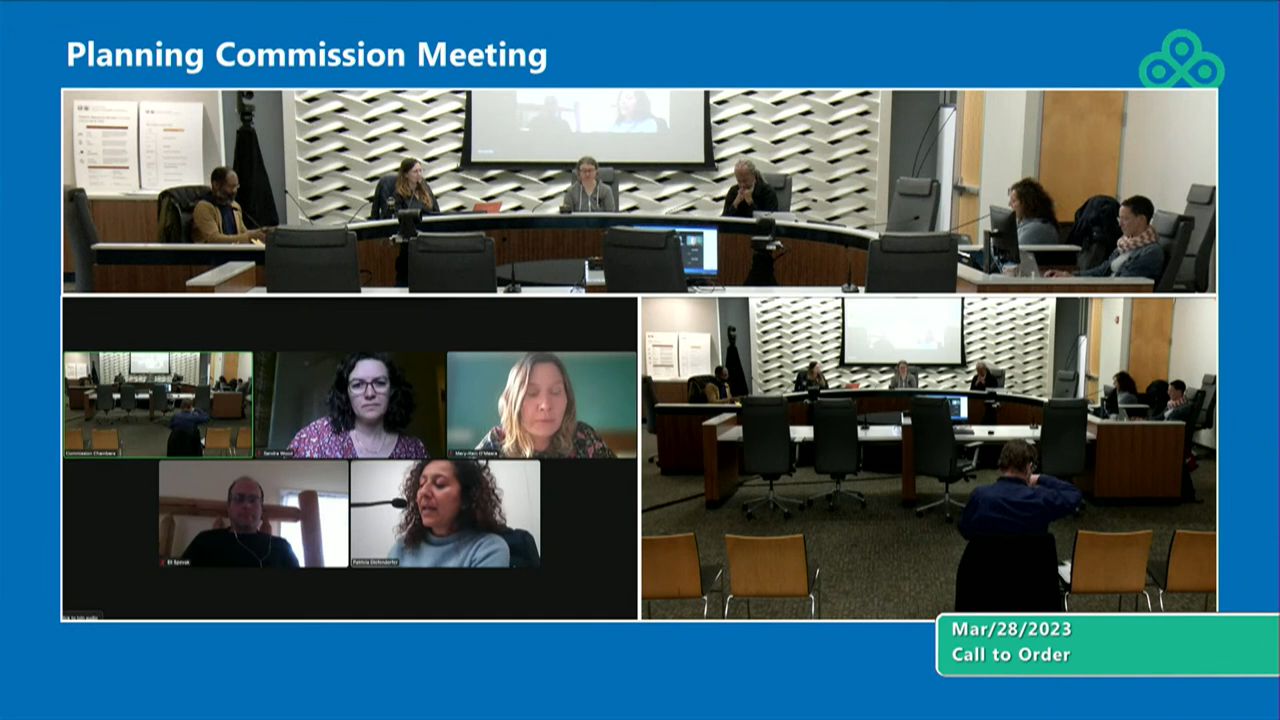 Planning Commission Meeting
Commission Chambers
Sandra Wood
Mary-Rain O'Meara
Eli Spevak
Patricia Diefenderfer
Mar/28/2023
Call to Order